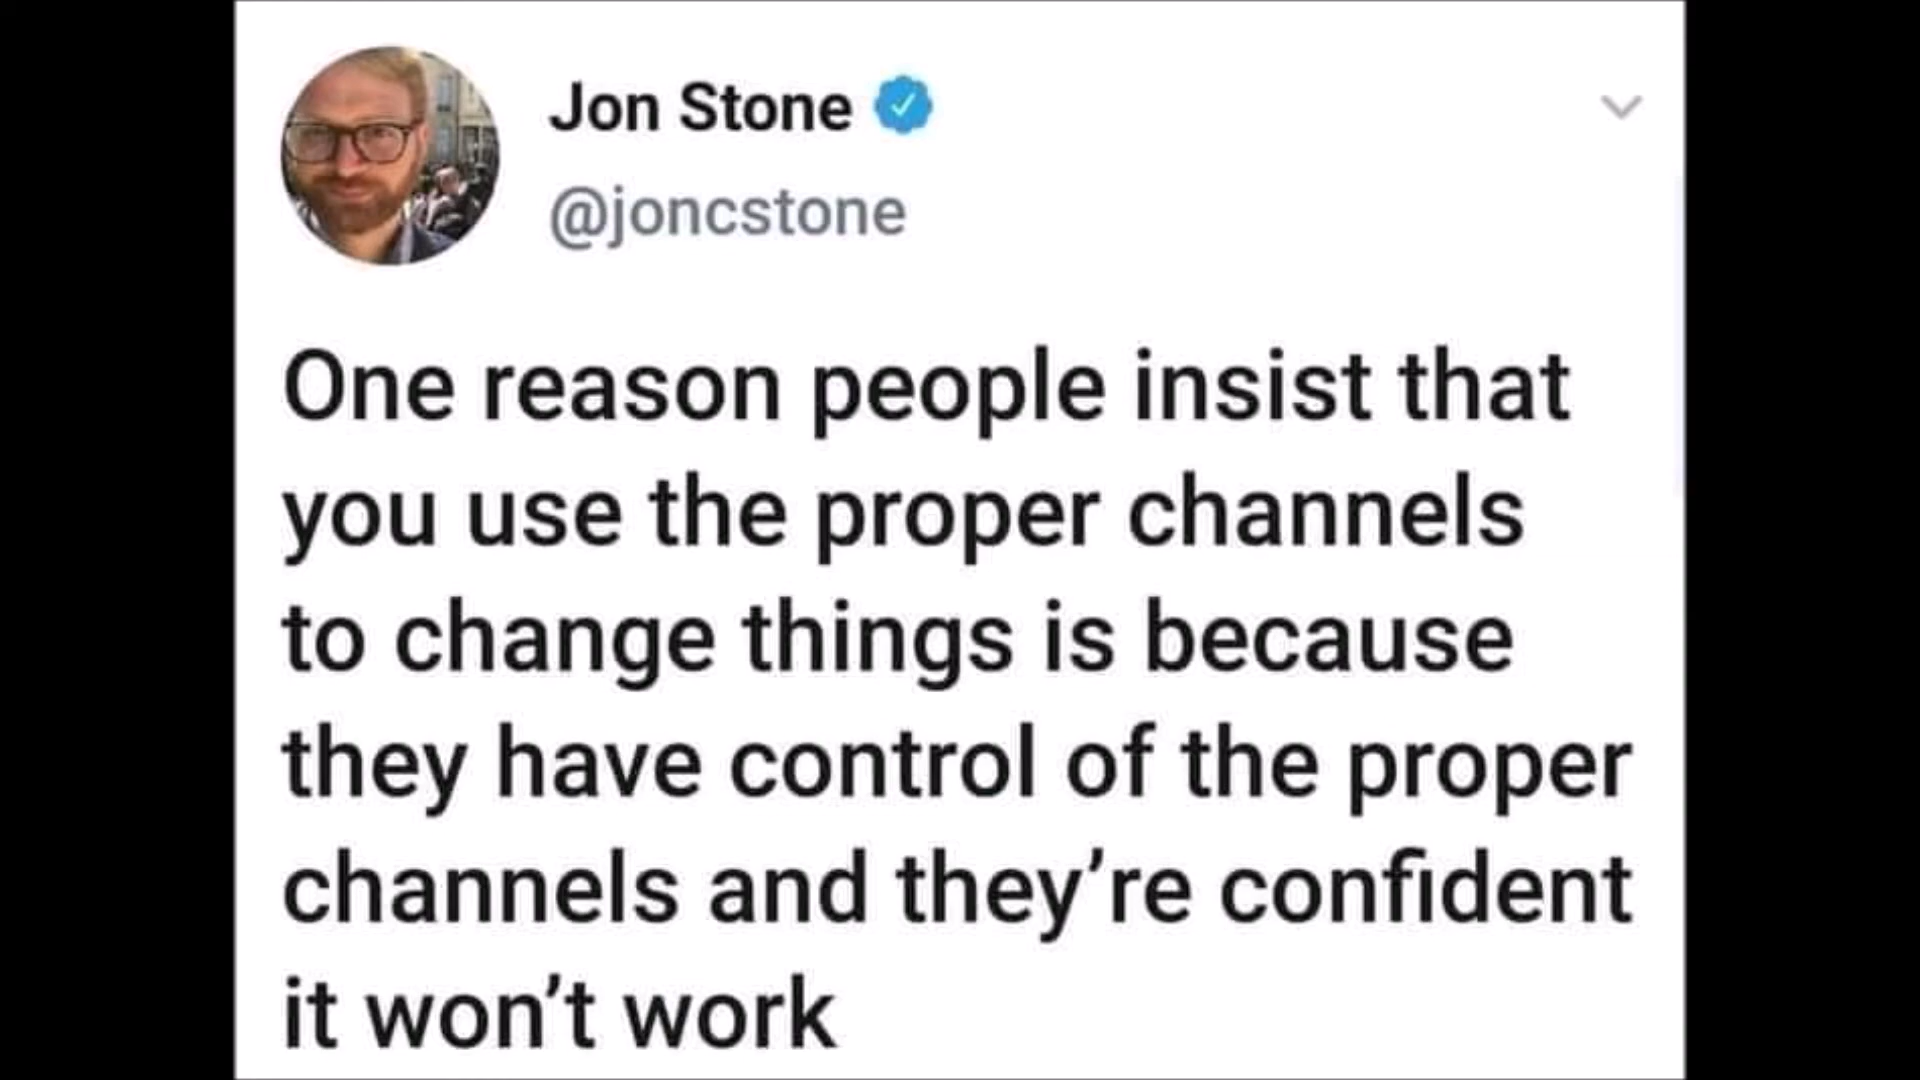 Jon Stone
@joncstone
One reason people insist that
you use the proper channels
to change things is because
they have control of the proper
channels and they’re confident
it won’t work